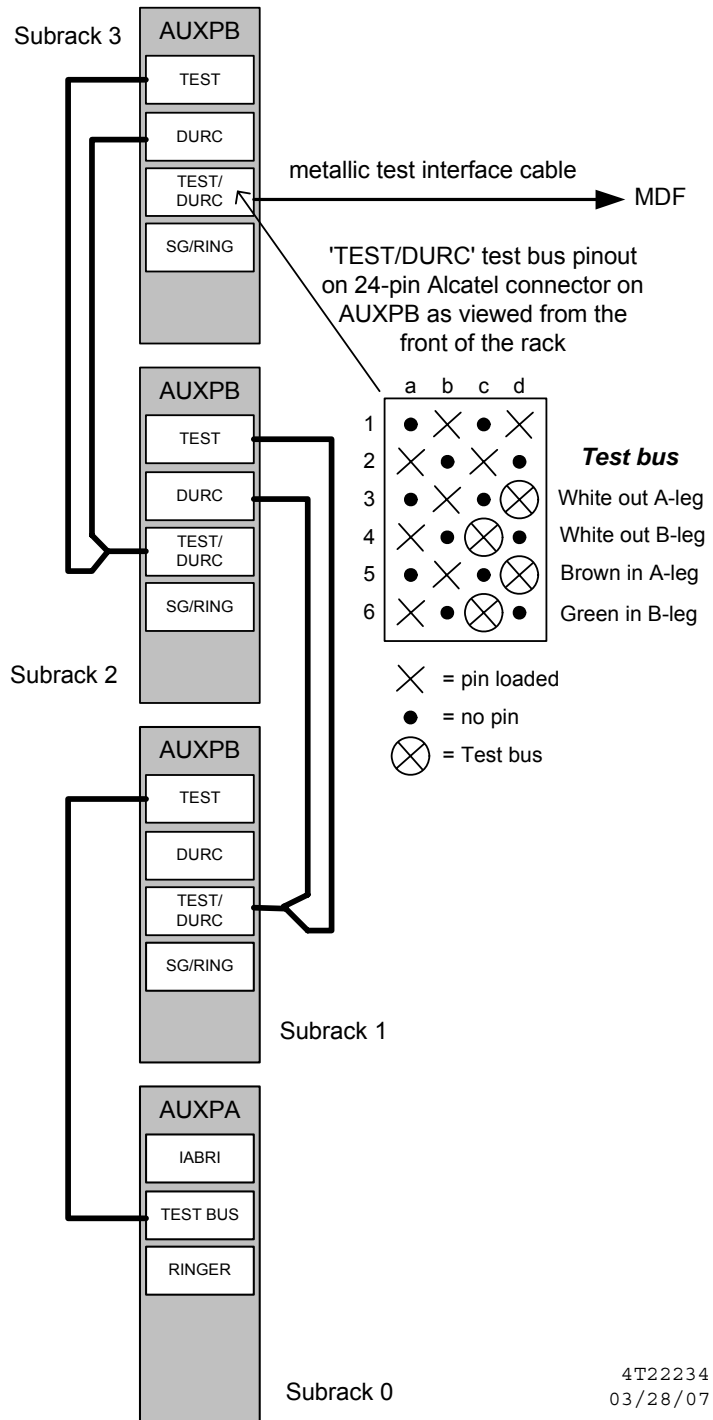 Subrack 3
AUXPB
TEST
DURC
TEST/
DURC
SG/RING
metallic test interface cable
MDF
'TEST/DURC' test bus pinout
on 24-pin Alcatel connector on
AUXPB as viewed from the
front of the rack
a b c d
1
2
3
4
5
6
Test bus
White out A-leg
White out B-leg
Brown in A-leg
Green in B-leg
= pin loaded
= no pin
= Test bus
AUXPB
TEST
DURC
TEST/
DURC
SG/RING
Subrack 2
AUXPB
TEST
DURC
TEST/
DURC
SG/RING
Subrack 1
AUXPA
IABRI
TEST BUS
RINGER
Subrack 0
4T22234
03/28/07